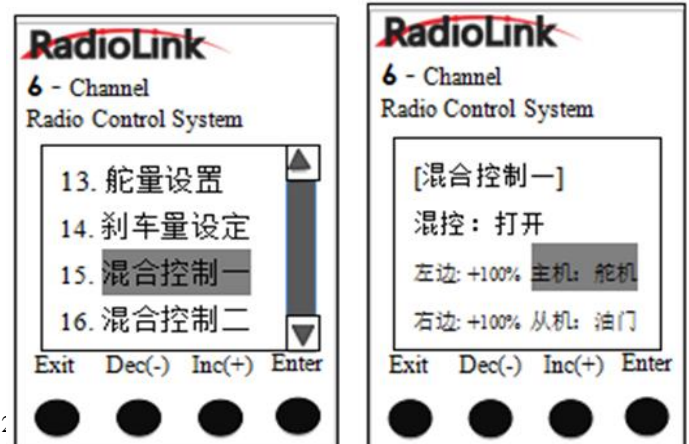 RadioLink
6 - Channel
Radio Control System
13. 舵量设置
14. 刹车量设定
15. 混合控制一
16. 混合控制二
Exit Dec(-) Inc(+) Enter
RadioLink
6 - Channel
Radio Control System
[混合控制一]
混控：打开
左边: +100% 主机：舵机
右边: +100% 从机：油门
Exit Dec(-) Inc(+) Enter